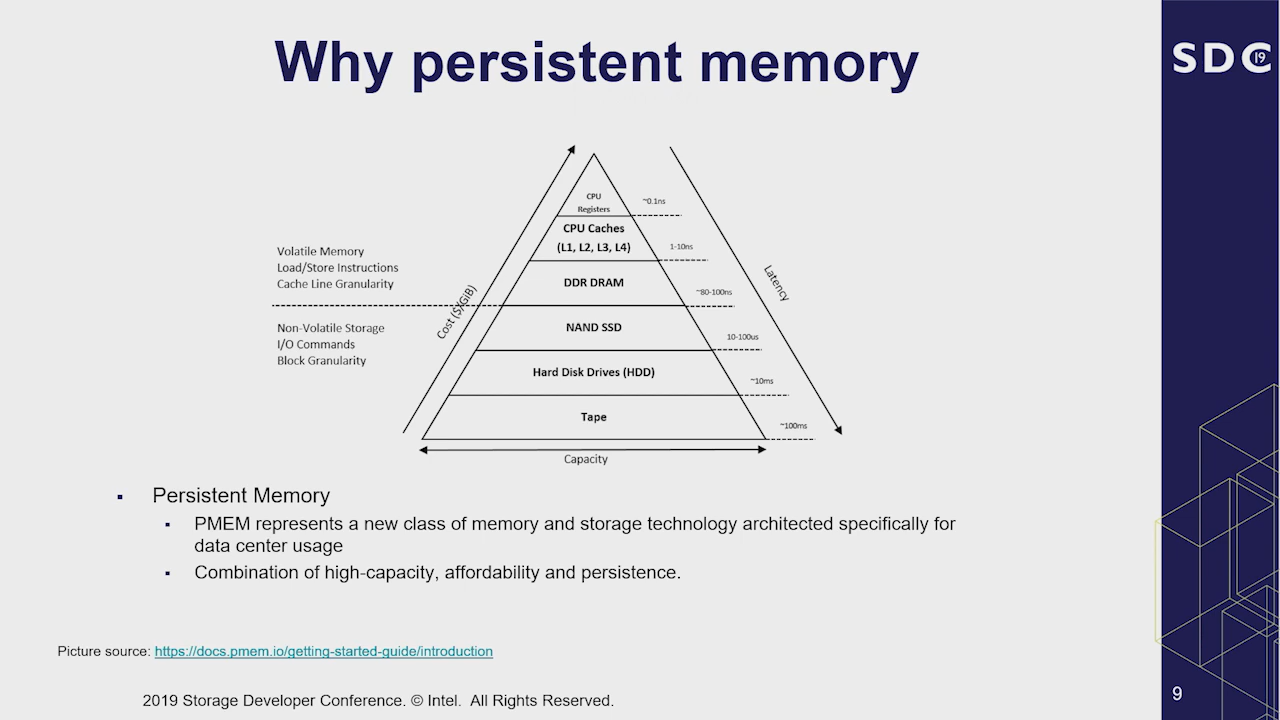 Why persistent memory
SDC 19
CPU
Registers
~0.1ns
CPU Caches
(L1, L2, L3, L4)
1-10ns
Volatile Memory
Load/Store Instructions
Cache Line Granularity
DDR DRAM
~80-100ns
Latency
Cost ($/GiB)
Non-Volatile Storage
I/O Commands
Block Granularity
NAND SSD
10-100us
Hard Disk Drives (HDD)
~10ms
Tape
~100ms
Capacity
▪ Persistent Memory
▪ PMEM represents a new class of memory and storage technology architected specifically for
data center usage
▪ Combination of high-capacity, affordability and persistence.
Picture source: https://docs.pmem.io/getting-started-guide/introduction
2019 Storage Developer Conference. © Intel.  All Rights Reserved.
9